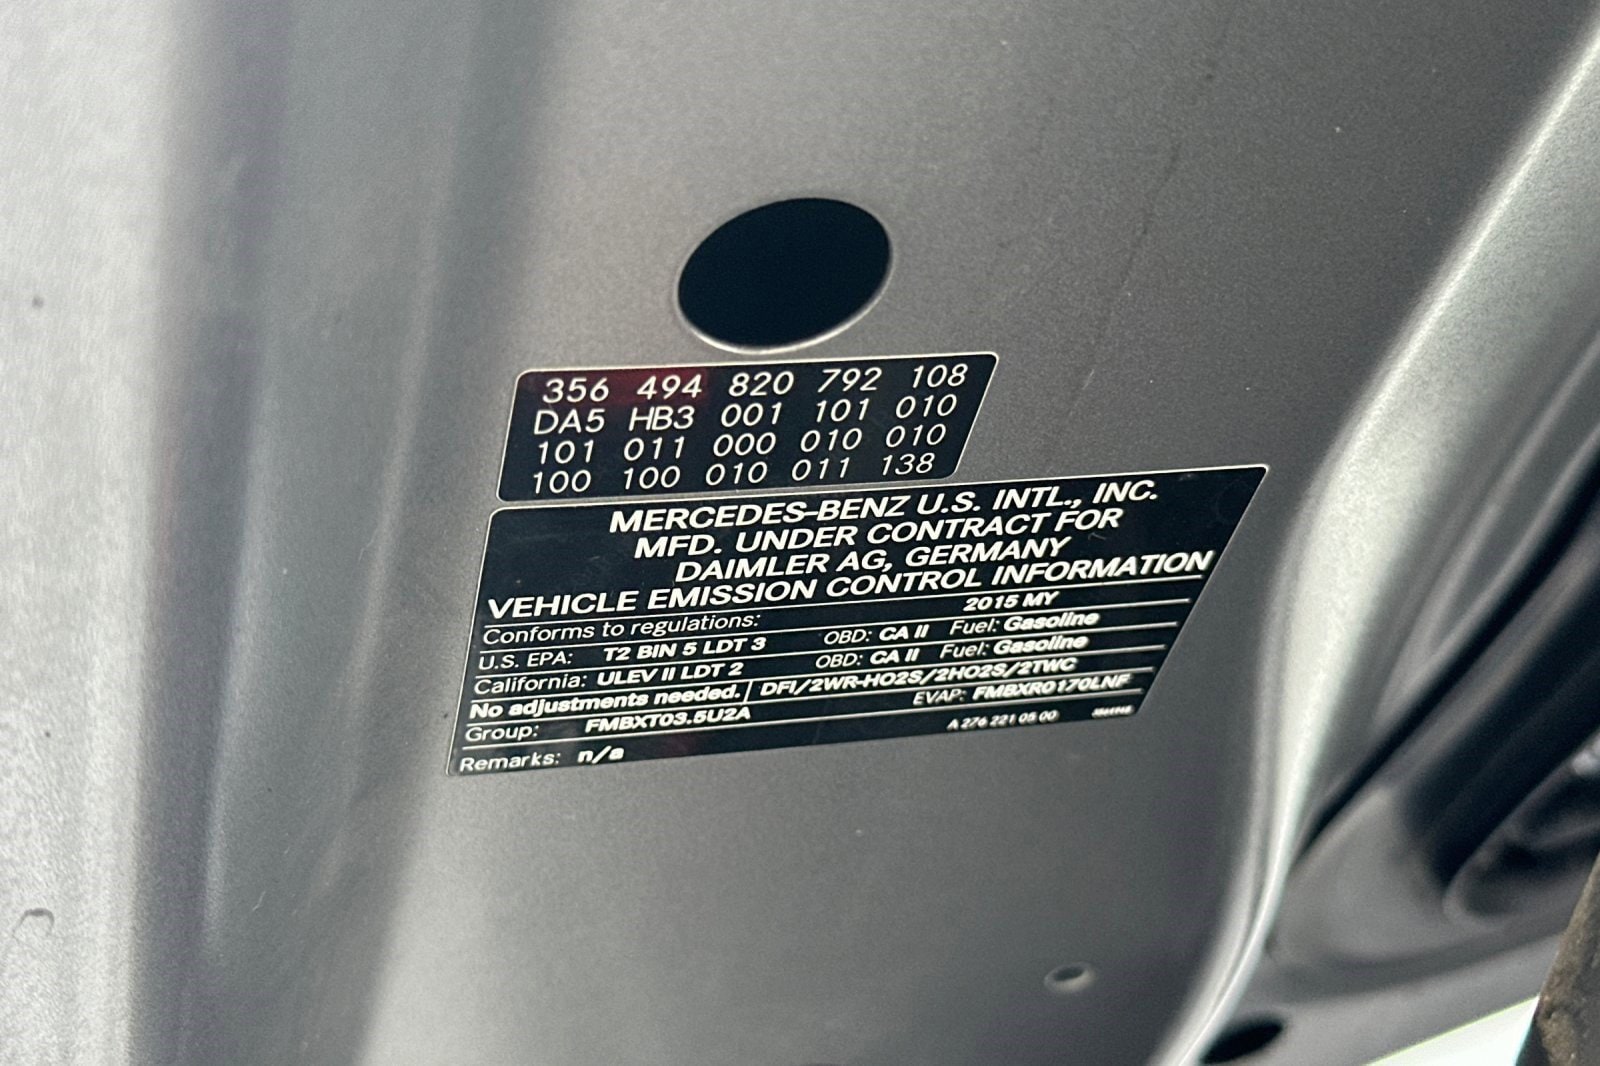 356 494 820 792 108
DA5 HB3 001 101 010
101 011 000 010 010
100 100 010 011 138
MERCEDES-BENZ U.S. INTL., INC.
MFD. UNDER CONTRACT FOR
DAIMLER AG, GERMANY
VEHICLE EMISSION CONTROL INFORMATION
Conforms to regulations: 2015 MY
U.S. EPA: T2 BIN 5 LDT 3 OBD: CA II Fuel: Gasoline
California: ULEV II LDT 2 OBD: CA II Fuel: Gasoline
No adjustments needed. DFI/2WR-HO2S/2HO2S/2TWC
Group: FMBXT03.5U2A EVAP: FMBXR0170LNF
Remarks: n/a A 276 221 05 00